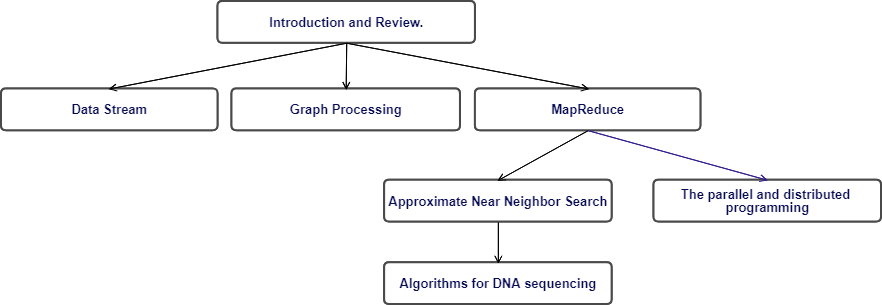 Introduction and Review.
Data Stream
Graph Processing
MapReduce
Approximate Near Neighbor Search
The parallel and distributed
programming
Algorithms for DNA sequencing